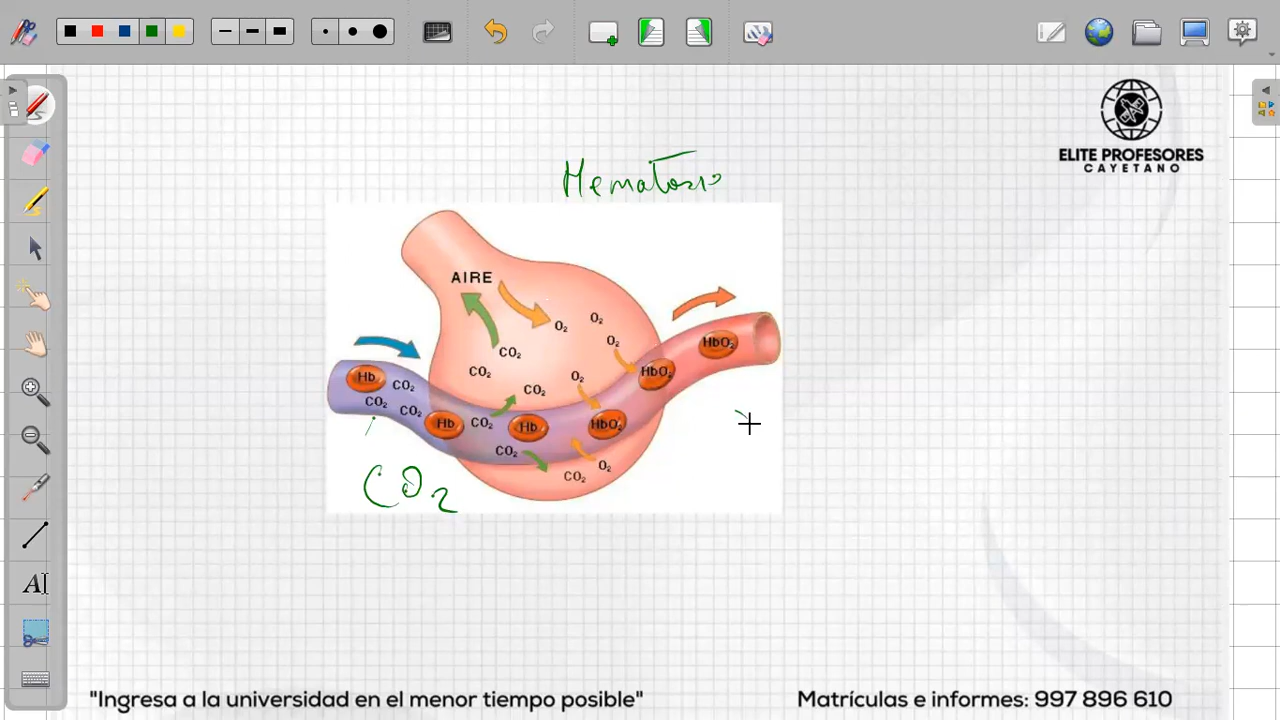 ELITE PROFESORES
CAYETANO
Hematosis
AIRE
O₂
O₂
O₂
CO₂
CO₂
O₂
HbO₂
HbO₂
Hb
CO₂
CO₂
CO₂
CO₂
Hb
CO₂
Hb
HbO₂
CO₂
O₂
CO₂
CO₂
"Ingresa a la universidad en el menor tiempo posible"
Matrículas e informes: 997 896 610